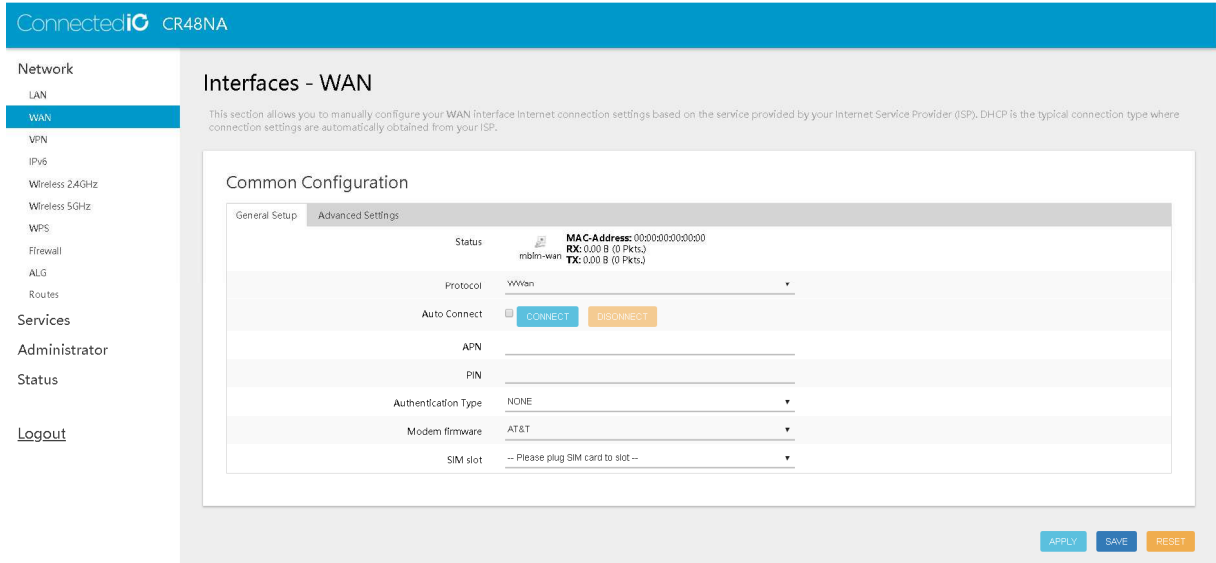 ConnectediO CR48NA
Network
LAN
WAN
VPN
IPv6
Wireless 2.4GHz
Wireless 5GHz
WPS
Firewall
ALG
Routes
Services
Administrator
Status
Logout
Interfaces - WAN
This section allows you to manually configure your WAN interface Internet connection settings based on the service provided by your Internet Service Provider (ISP). DHCP is the typical connection type where
connection settings are automatically obtained from your ISP.
Common Configuration
General Setup Advanced Settings
Status
mbim-wan
MAC-Address: 00:00:00:00:00:00
RX: 0.00 B (0 Pkts.)
TX: 0.00 B (0 Pkts.)
Protocol WWan
Auto Connect CONNECT DISONNECT
APN
PIN
Authentication Type NONE
Modem firmware AT&T
SIM slot -- Please plug SIM card to slot --
APPLY SAVE RESET